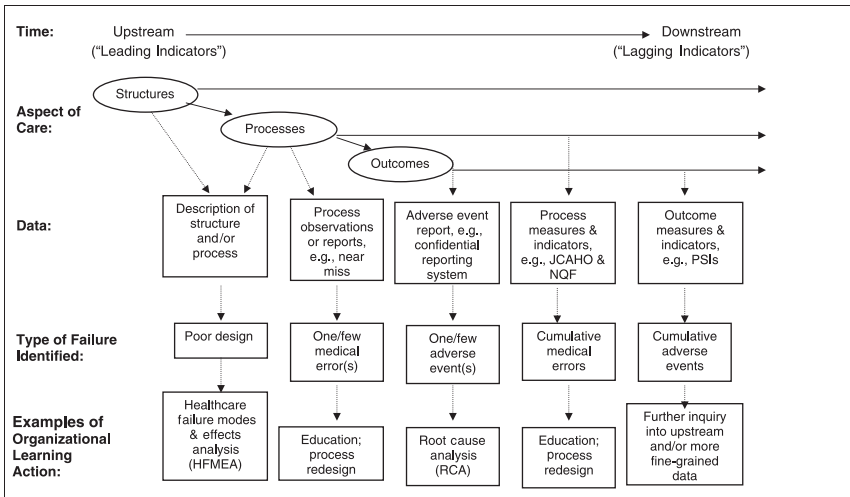 Time:
Upstream
Downstream
(“Leading Indicators”)
(“Lagging Indicators”)
Structures
Aspect of
Care:
Processes
Outcomes
Data:
Description of
structure
and/or
process
Process
observations
or reports,
e.g., near
miss
Adverse event
report, e.g.,
confidential
reporting
system
Process
measures &
indicators,
e.g., JCAHO &
NQF
Outcome
measures &
indicators,
e.g., PSIs
Type of Failure
Identified:
Poor design
One/few
medical
error(s)
One/few
adverse
event(s)
Cumulative
medical
errors
Cumulative
adverse
events
Examples of
Organizational
Learning
Action:
Healthcare
failure modes
& effects
analysis
(HFMEA)
Education;
process
redesign
Root cause
analysis
(RCA)
Education;
process
redesign
Further inquiry
into upstream
and/or more
fine-grained
data